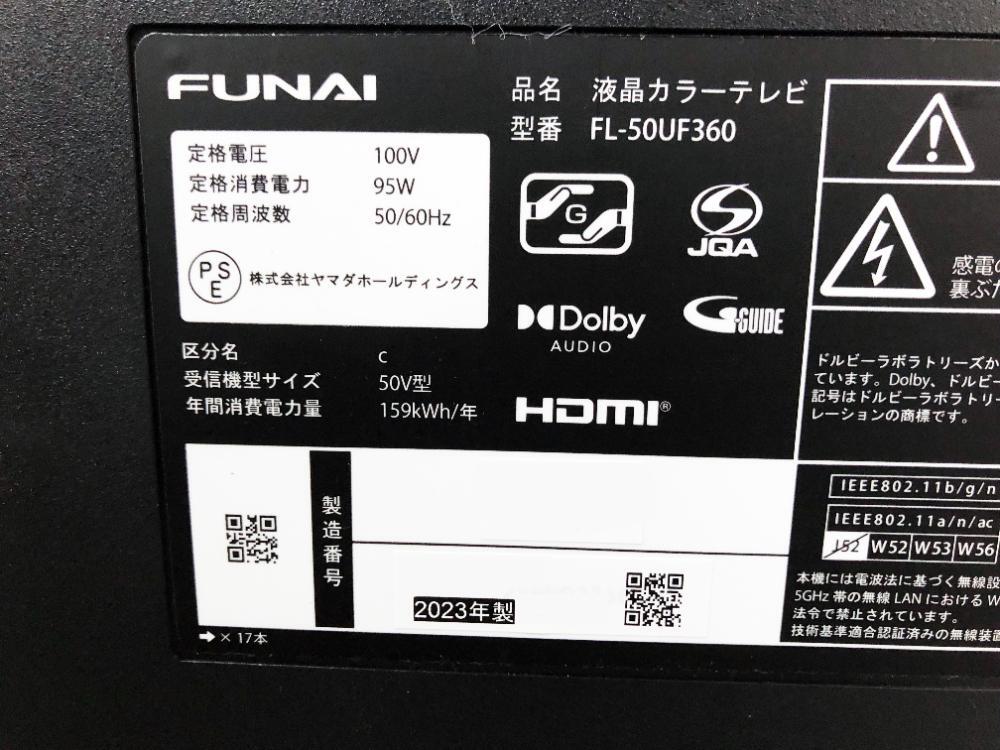 FUNAI
品名 液晶カラーテレビ
型番 FL-50UF360
定格電圧 100V
定格消費電力 95W
定格周波数 50/60Hz
PSE 株式会社ヤマダホールディングス
G
JQA
Dolby
AUDIO
G-GUIDE
HDMI®
区分名 c
受信機型サイズ 50V型
年間消費電力量 159kWh/年
製造番号
2023年製
➡ × 17本
感電の
裏ぶた
ドルビーラボラトリーズか
ています。Dolby、ドルビー
記号はドルビーラボラトリー
レーションの商標です。
IEEE802.11b/g/n
IEEE802.11a/n/ac
J52 W52 W53 W56
本機には電波法に基づく無線設
5GHz 帯の無線 LAN における W
法令で禁止されています。
技術基準適合認証済みの無線装置